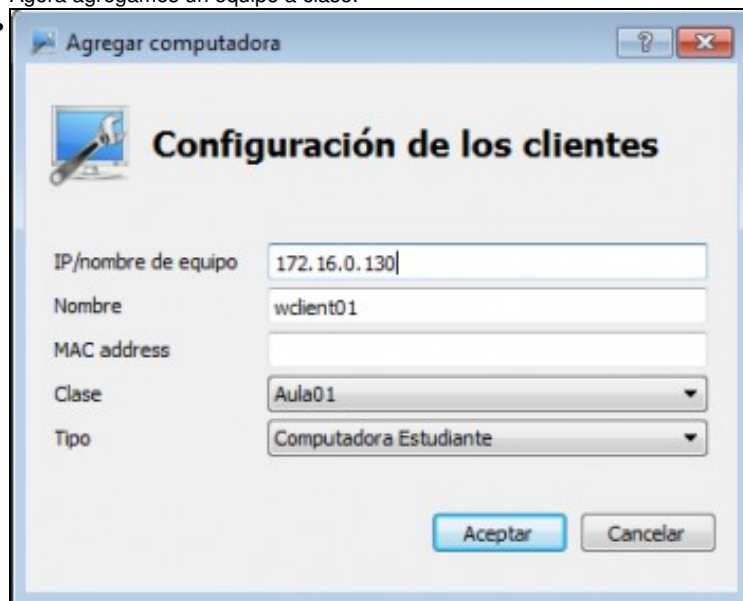 Agora agregamos un equipo a clase.
Agregar computadora
Configuración de los clientes
IP/nombre de equipo 172.16.0.130
Nombre wclient01
MAC address
Clase Aula01
Tipo Computadora Estudiante
Aceptar Cancelar